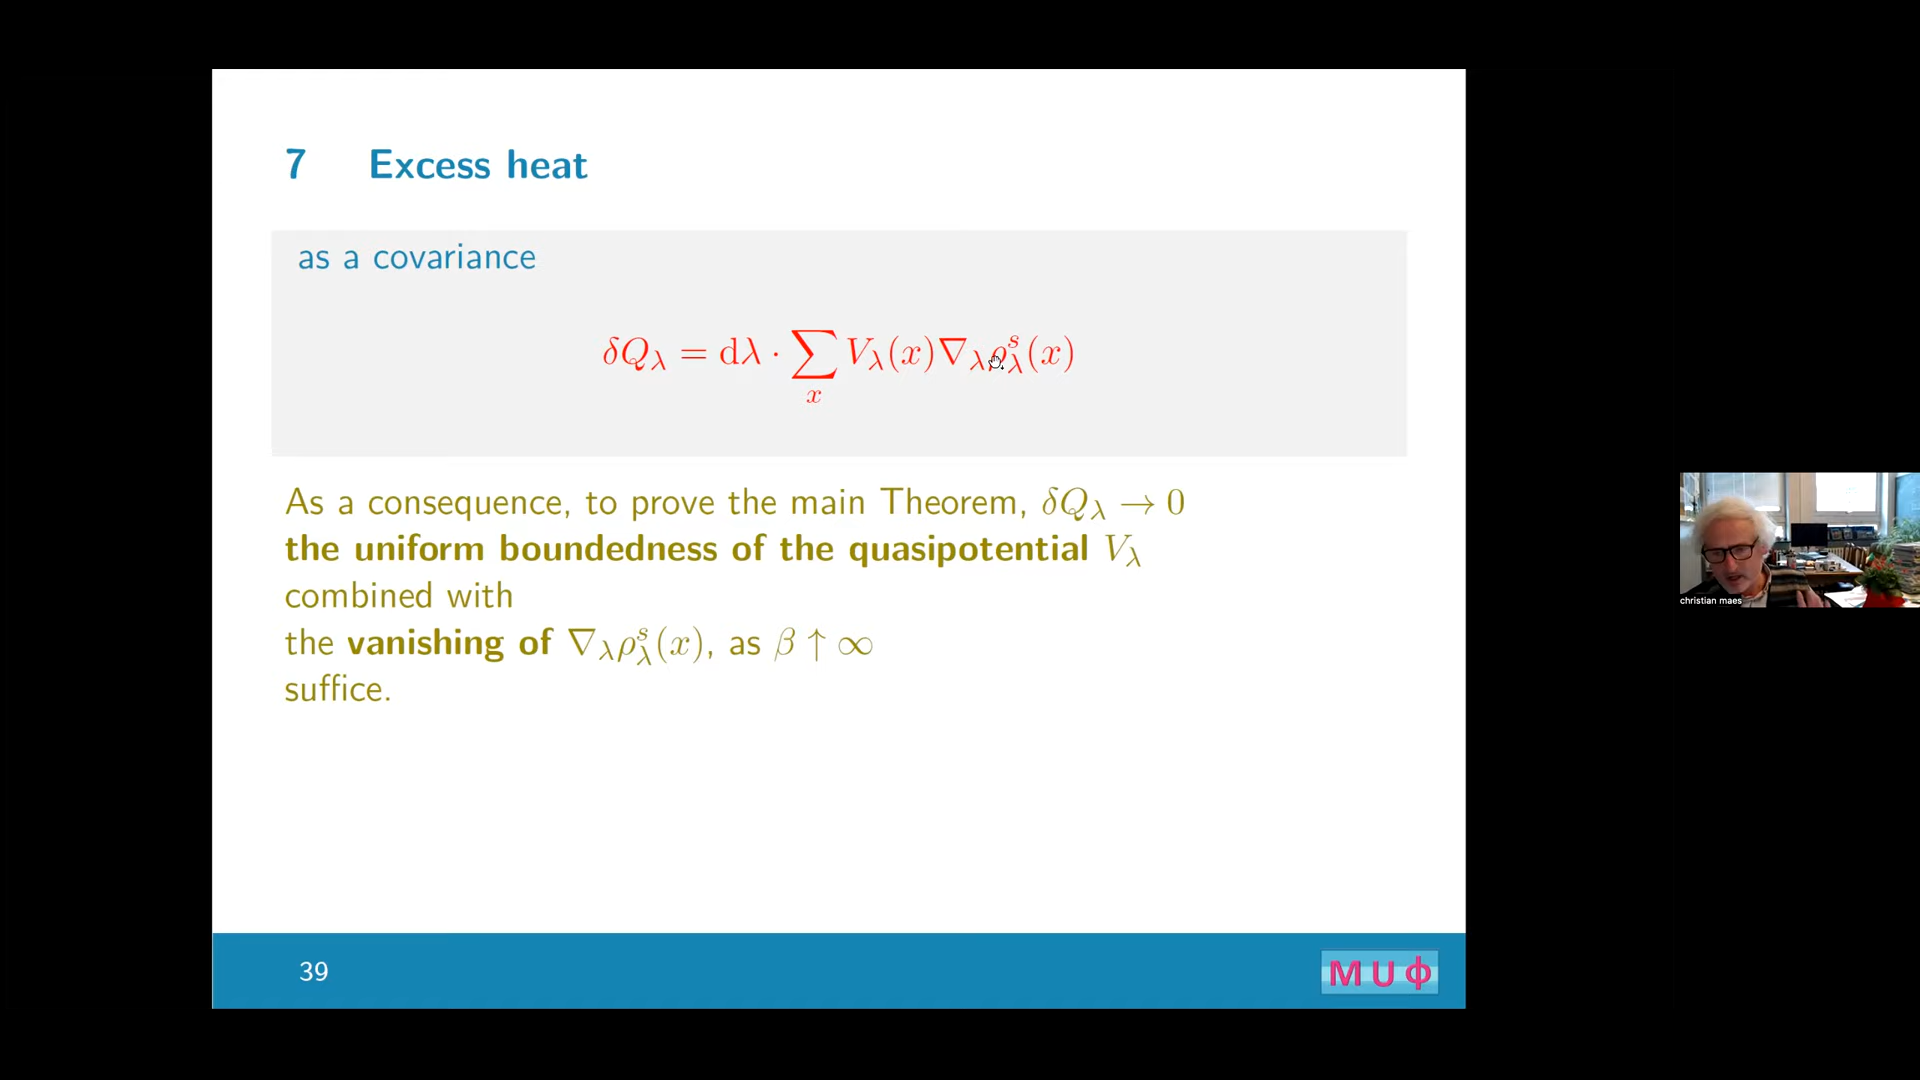 7 Excess heat
as a covariance
δQ_λ = dλ · ∑_x V_λ(x)∇_λρ^s_λ(x)
As a consequence, to prove the main Theorem, δQ_λ → 0
the uniform boundedness of the quasipotential V_λ
combined with
the vanishing of ∇_λρ^s_λ(x), as β ↑ ∞
suffice.
christian maes
39
M U Φ